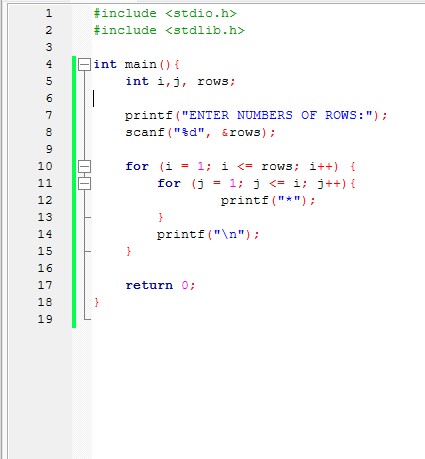 1 #include <stdio.h>
2 #include <stdlib.h>
3
4 int main(){
5     int i,j, rows;
6
7     printf("ENTER NUMBERS OF ROWS:");
8     scanf("%d", &rows);
9
10     for (i = 1; i <= rows; i++) {
11         for (j = 1; j <= i; j++){
12                 printf("*");
13         }
14         printf("\n");
15     }
16
17     return 0;
18 }
19